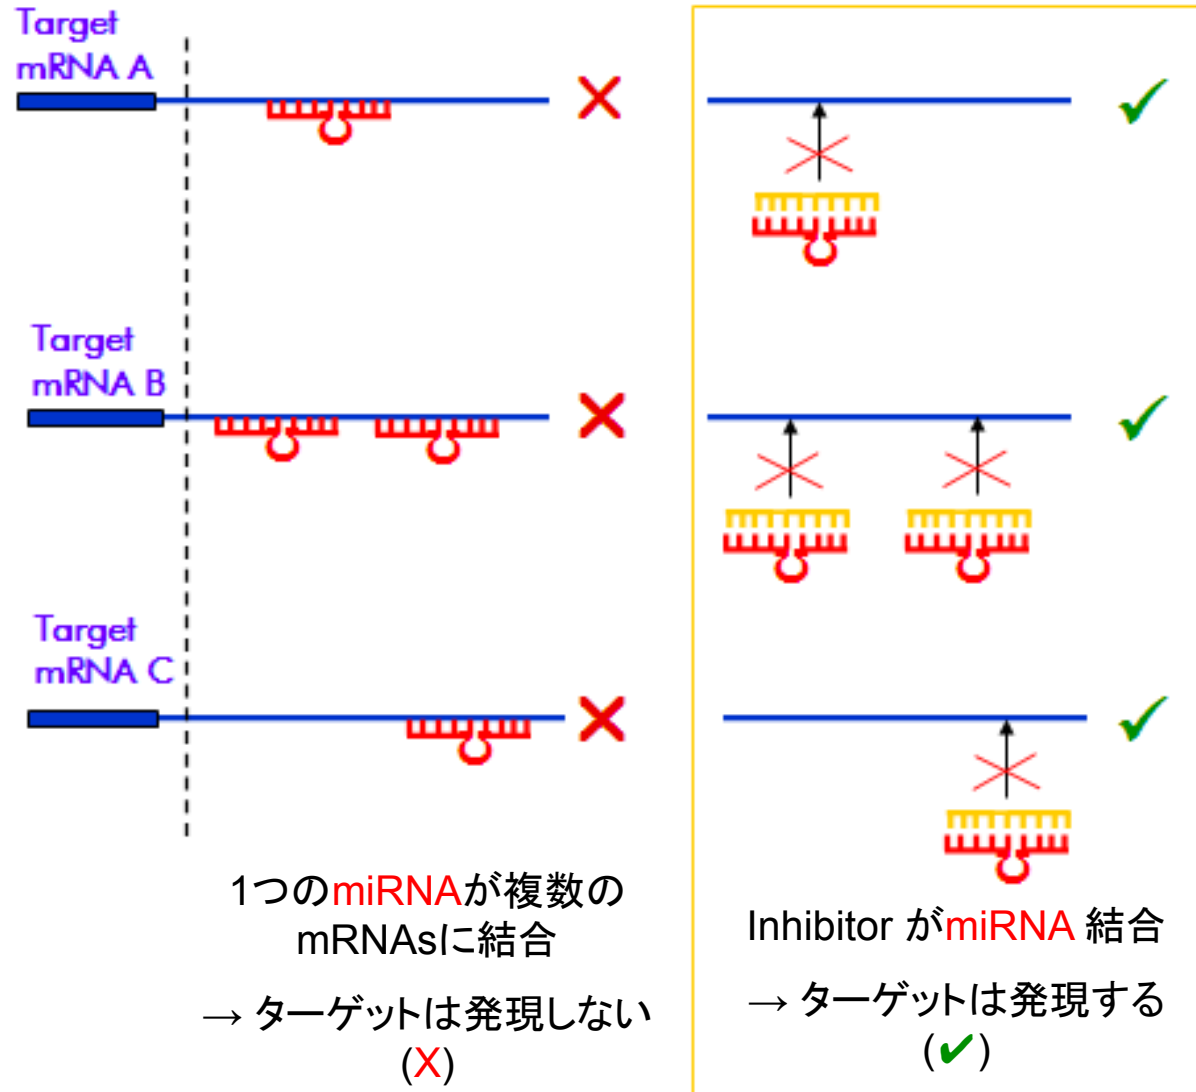 Target
mRNA A
Target
mRNA B
Target
mRNA C
1つのmiRNAが複数の
mRNAsに結合
→ ターゲットは発現しない
(X)
Inhibitor がmiRNA 結合
→ ターゲットは発現する
(✔)